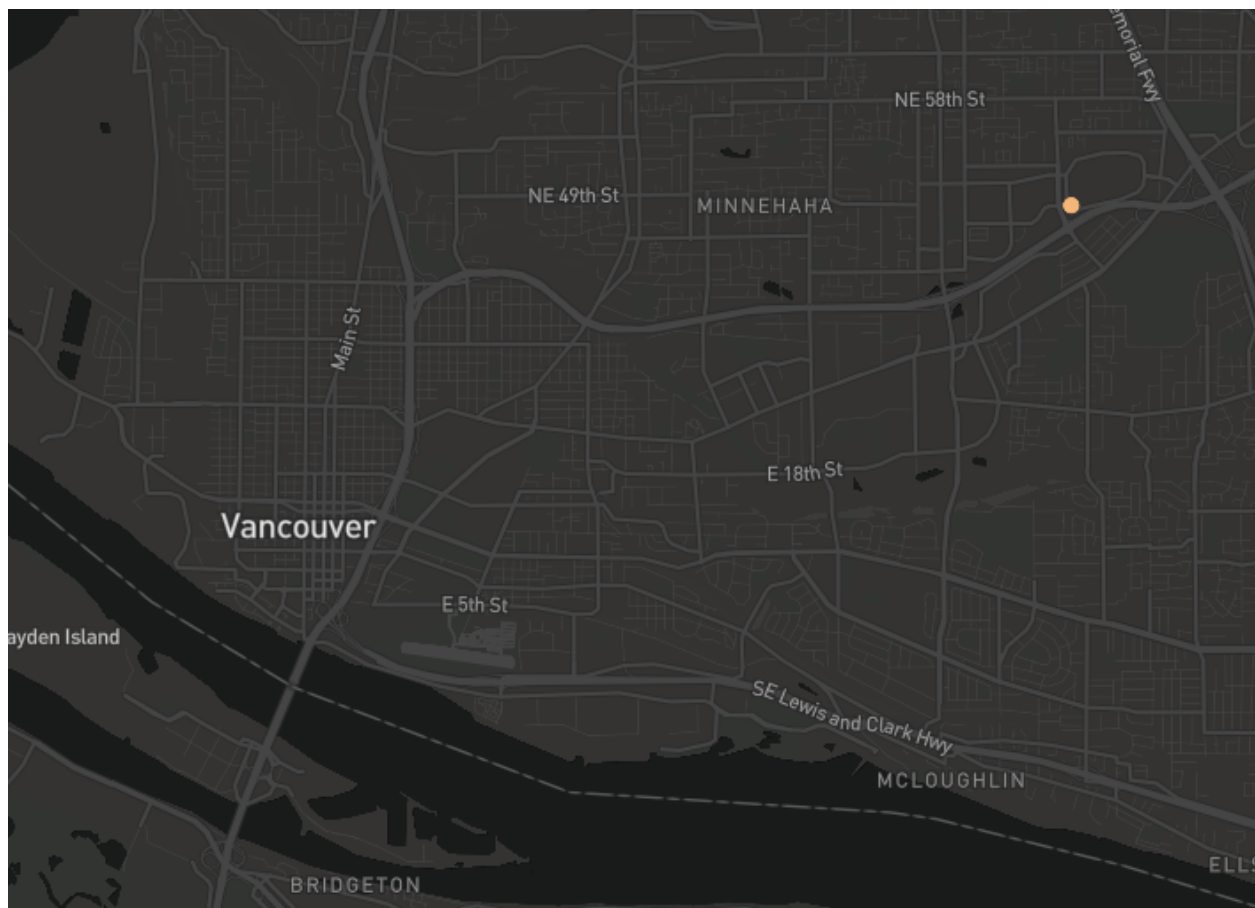 emorial Fwy
NE 58th St
NE 49th St
MINNEHAHA
Main St
E 18th St
Vancouver
E 5th St
ayden Island
SE Lewis and Clark Hwy
MCLOUGHLIN
ELLS
BRIDGETON